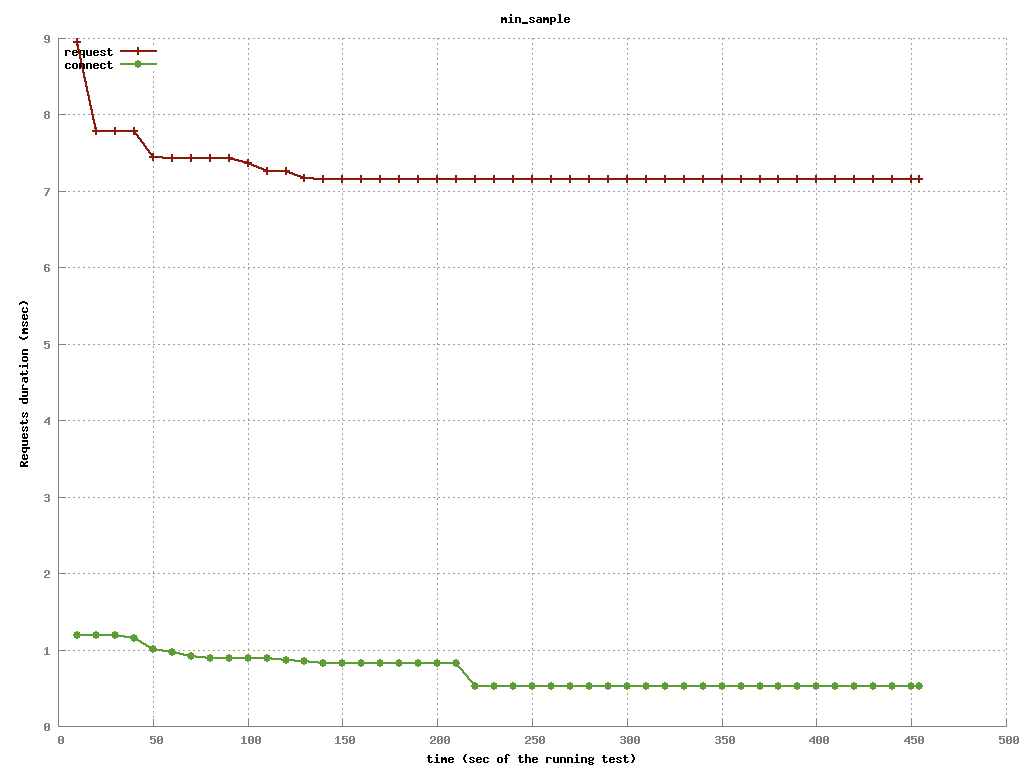 min_sample
request
connect
9
8
7
6
5
4
3
2
1
0
Requests duration (msec)
0 50 100 150 200 250 300 350 400 450 500
time (sec of the running test)